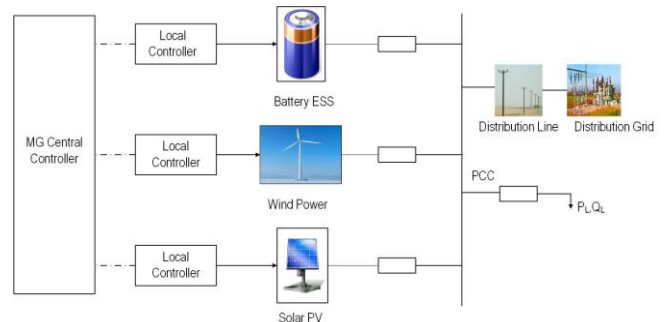 Local
Controller
Battery ESS
MG Central
Controller
Local
Controller
Wind Power
Local
Controller
Solar PV
Distribution Line
Distribution Grid
PCC
PL,QL